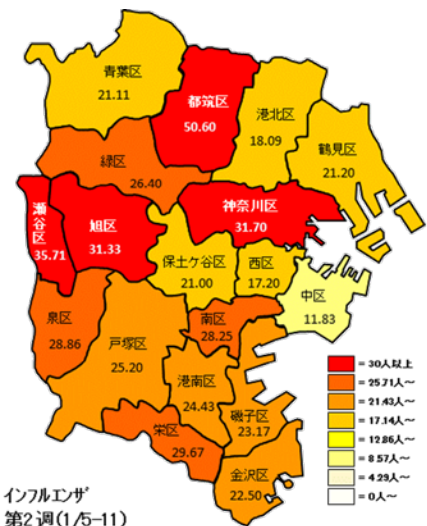 青葉区
21.11
都筑区
50.60
港北区
18.09
鶴見区
21.20
緑区
26.40
瀬谷区
35.71
旭区
31.33
神奈川区
31.70
保土ケ谷区
21.00
西区
17.20
中区
11.83
泉区
28.86
戸塚区
25.20
南区
28.25
港南区
24.43
磯子区
23.17
栄区
29.67
金沢区
22.50
=30人以上
=25.71人～
=21.43人～
=17.14人～
=12.86人～
=8.57人～
=4.29人～
=0人～
インフルエンザ
第2週(1/5-11)